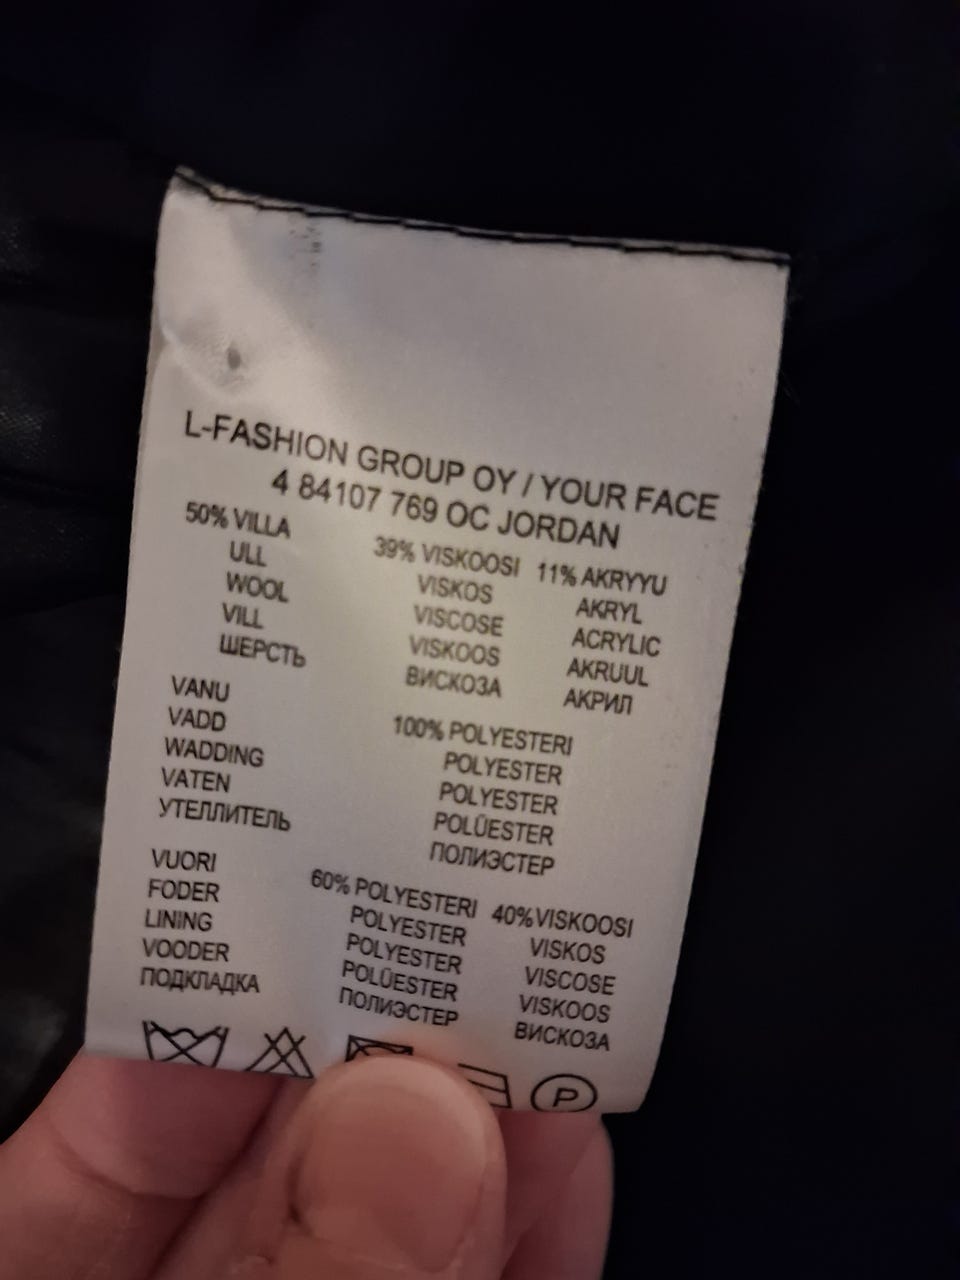 L-FASHION GROUP OY / YOUR FACE
4 84107 769 OC JORDAN
50% VILLA 39% VISKOOSI 11% AKRYYU
ULL VISKOS AKRYL
WOOL VISCOSE ACRYLIC
VILL VISKOOS AKRUUL
ШЕРСТЬ ВИСКОЗА АКРИЛ
VANU 100% POLYESTERI
VADD POLYESTER
WADDING POLYESTER
VATEN POLÜESTER
УТЕПЛИТЕЛЬ ПОЛИЭСТЕР
VUORI 60% POLYESTERI 40%VISKOOSI
FODER POLYESTER VISKOS
LINING POLYESTER VISCOSE
VOODER POLÜESTER VISKOOS
ПОДКЛАДКА ПОЛИЭСТЕР ВИСКОЗА
P